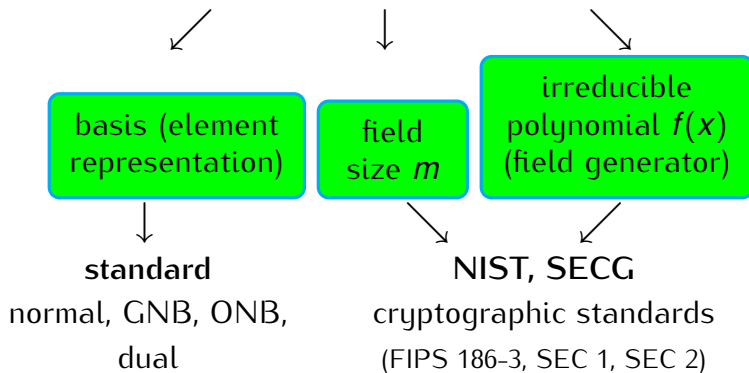 basis (element
representation)
field
size m
irreducible
polynomial f(x)
(field generator)
standard
normal, GNB, ONB,
dual
NIST, SECG
cryptographic standards
(FIPS 186-3, SEC 1, SEC 2)